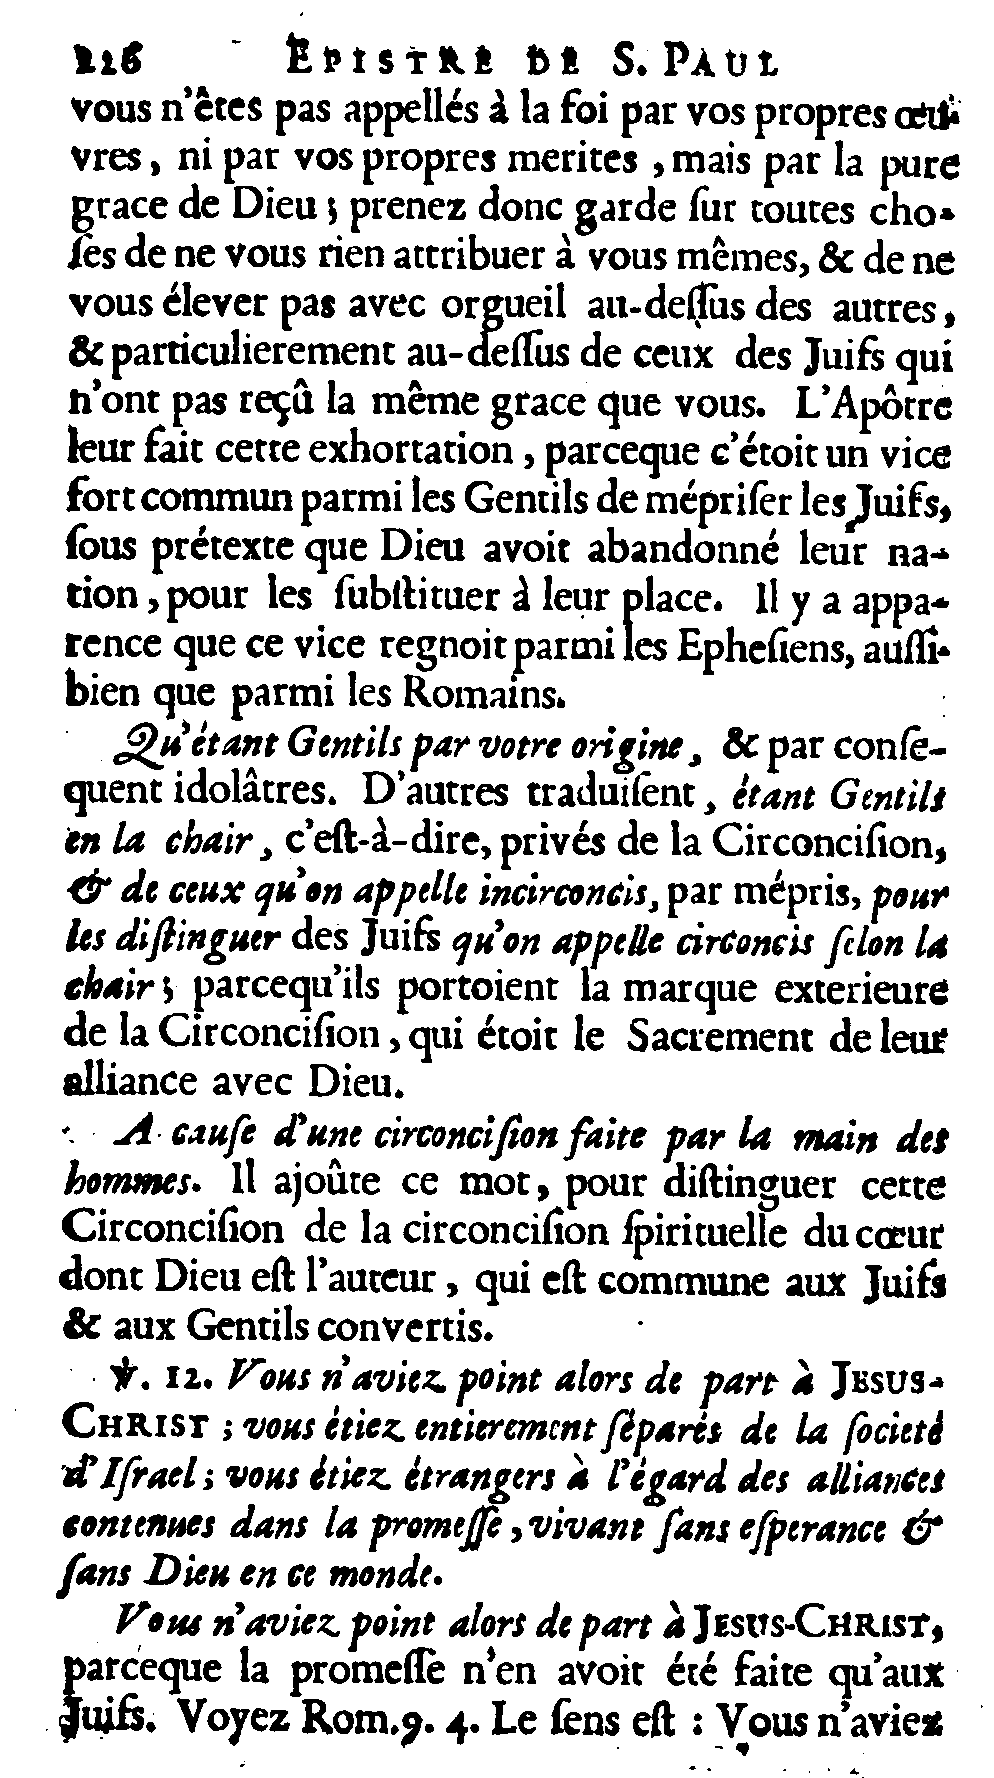 226 EPISTRE DE S. PAUL
vous n'êtes pas appellés à la foi par vos propres œu-
vres, ni par vos propres merites, mais par la pure
grace de Dieu; prenez donc garde ſur toutes cho-
ſes de ne vous rien attribuer à vous mêmes, & de ne
vous élever pas avec orgueil au-deſſus des autres,
& particulierement au-deſſus de ceux des Juifs qui
n'ont pas reçû la même grace que vous. L'Apôtre
leur fait cette exhortation, parceque c'étoit un vice
fort commun parmi les Gentils de mépriſer les Juifs,
ſous prétexte que Dieu avoit abandonné leur na-
tion, pour les ſubſtituer à leur place. Il y a appa-
rence que ce vice regnoit parmi les Epheſiens, auſſi-
bien que parmi les Romains.
Qu'étant Gentils par votre origine, & par conſe-
quent idolâtres. D'autres traduiſent, étant Gentils
en la chair, c'eſt-à-dire, privés de la Circonciſion,
& de ceux qu'on appelle incirconcis, par mépris, pour
les diſtinguer des Juifs qu'on appelle circoncis ſelon la
chair; parcequ'ils portoient la marque exterieure
de la Circonciſion, qui étoit le Sacrement de leur
alliance avec Dieu.
A cauſe d'une circonciſion faite par la main des
hommes. Il ajoûte ce mot, pour diſtinguer cette
Circonciſion de la circonciſion ſpirituelle du cœur
dont Dieu eſt l'auteur, qui eſt commune aux Juifs
& aux Gentils convertis.
℣. 12. Vous n'aviez point alors de part à JESUS-
CHRIST; vous étiez entierement ſéparés de la ſocieté
d'Iſrael; vous étiez étrangers à l'égard des alliances
contenues dans la promeſſe, vivant ſans eſperance &
ſans Dieu en ce monde.
Vous n'aviez point alors de part à JESUS-CHRIST,
parceque la promeſſe n'en avoit été faite qu'aux
Juifs. Voyez Rom. 9. 4. Le ſens eſt : Vous n'aviez